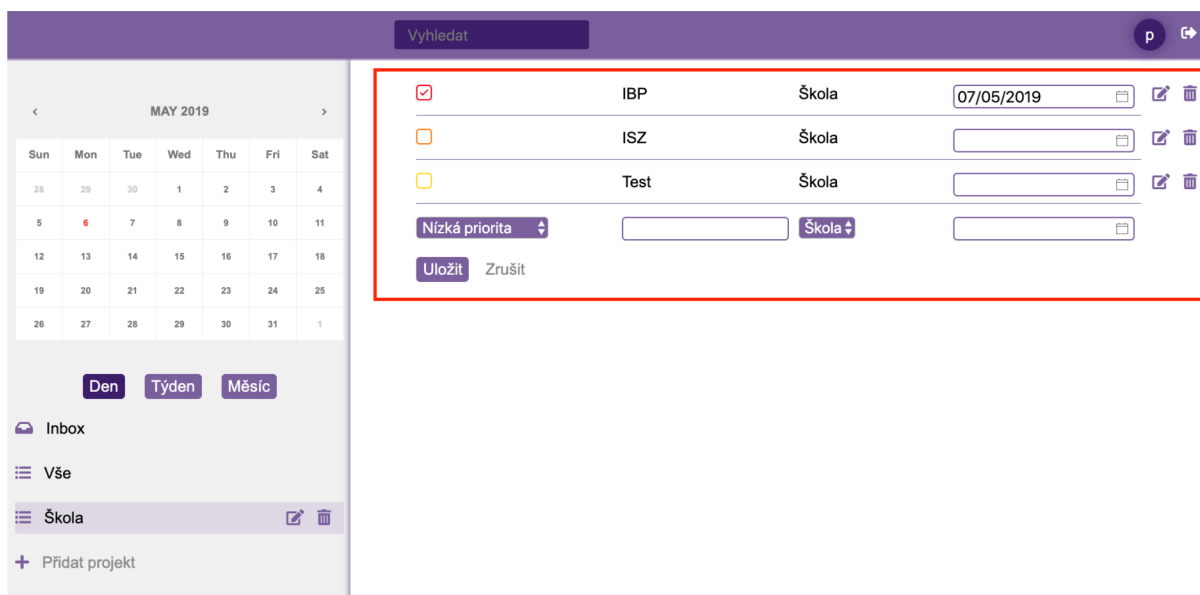 Vyhledat p
‹ MAY 2019 ›
Sun Mon Tue Wed Thu Fri Sat
28 29 30 1 2 3 4
5 6 7 8 9 10 11
12 13 14 15 16 17 18
19 20 21 22 23 24 25
26 27 28 29 30 31 1
Den Týden Měsíc
Inbox
Vše
Škola
Přidat projekt
IBP Škola 07/05/2019
ISZ Škola
Test Škola
Nízká priorita Škola
Uložit Zrušit